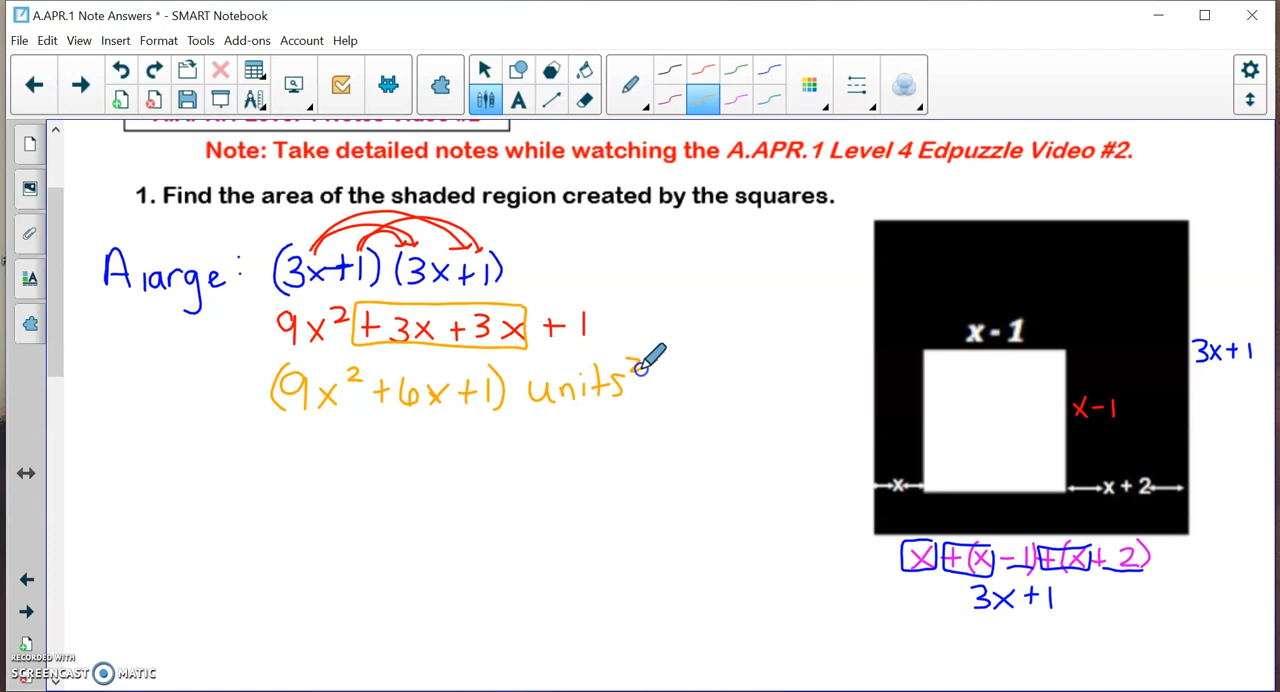 A.APR.1 Note Answers * - SMART Notebook
File Edit View Insert Format Tools Add-ons Account Help
Note: Take detailed notes while watching the A.APR.1 Level 4 Edpuzzle Video #2.
1. Find the area of the shaded region created by the squares.
A large : (3x+1) (3x+1)
9x² + 3x + 3x + 1
(9x² + 6x + 1) units²
x - 1
3x+1
x-1
x
x + 2
x + (x - 1) + (x + 2)
3x + 1
RECORDED WITH
SCREENCAST MATIC